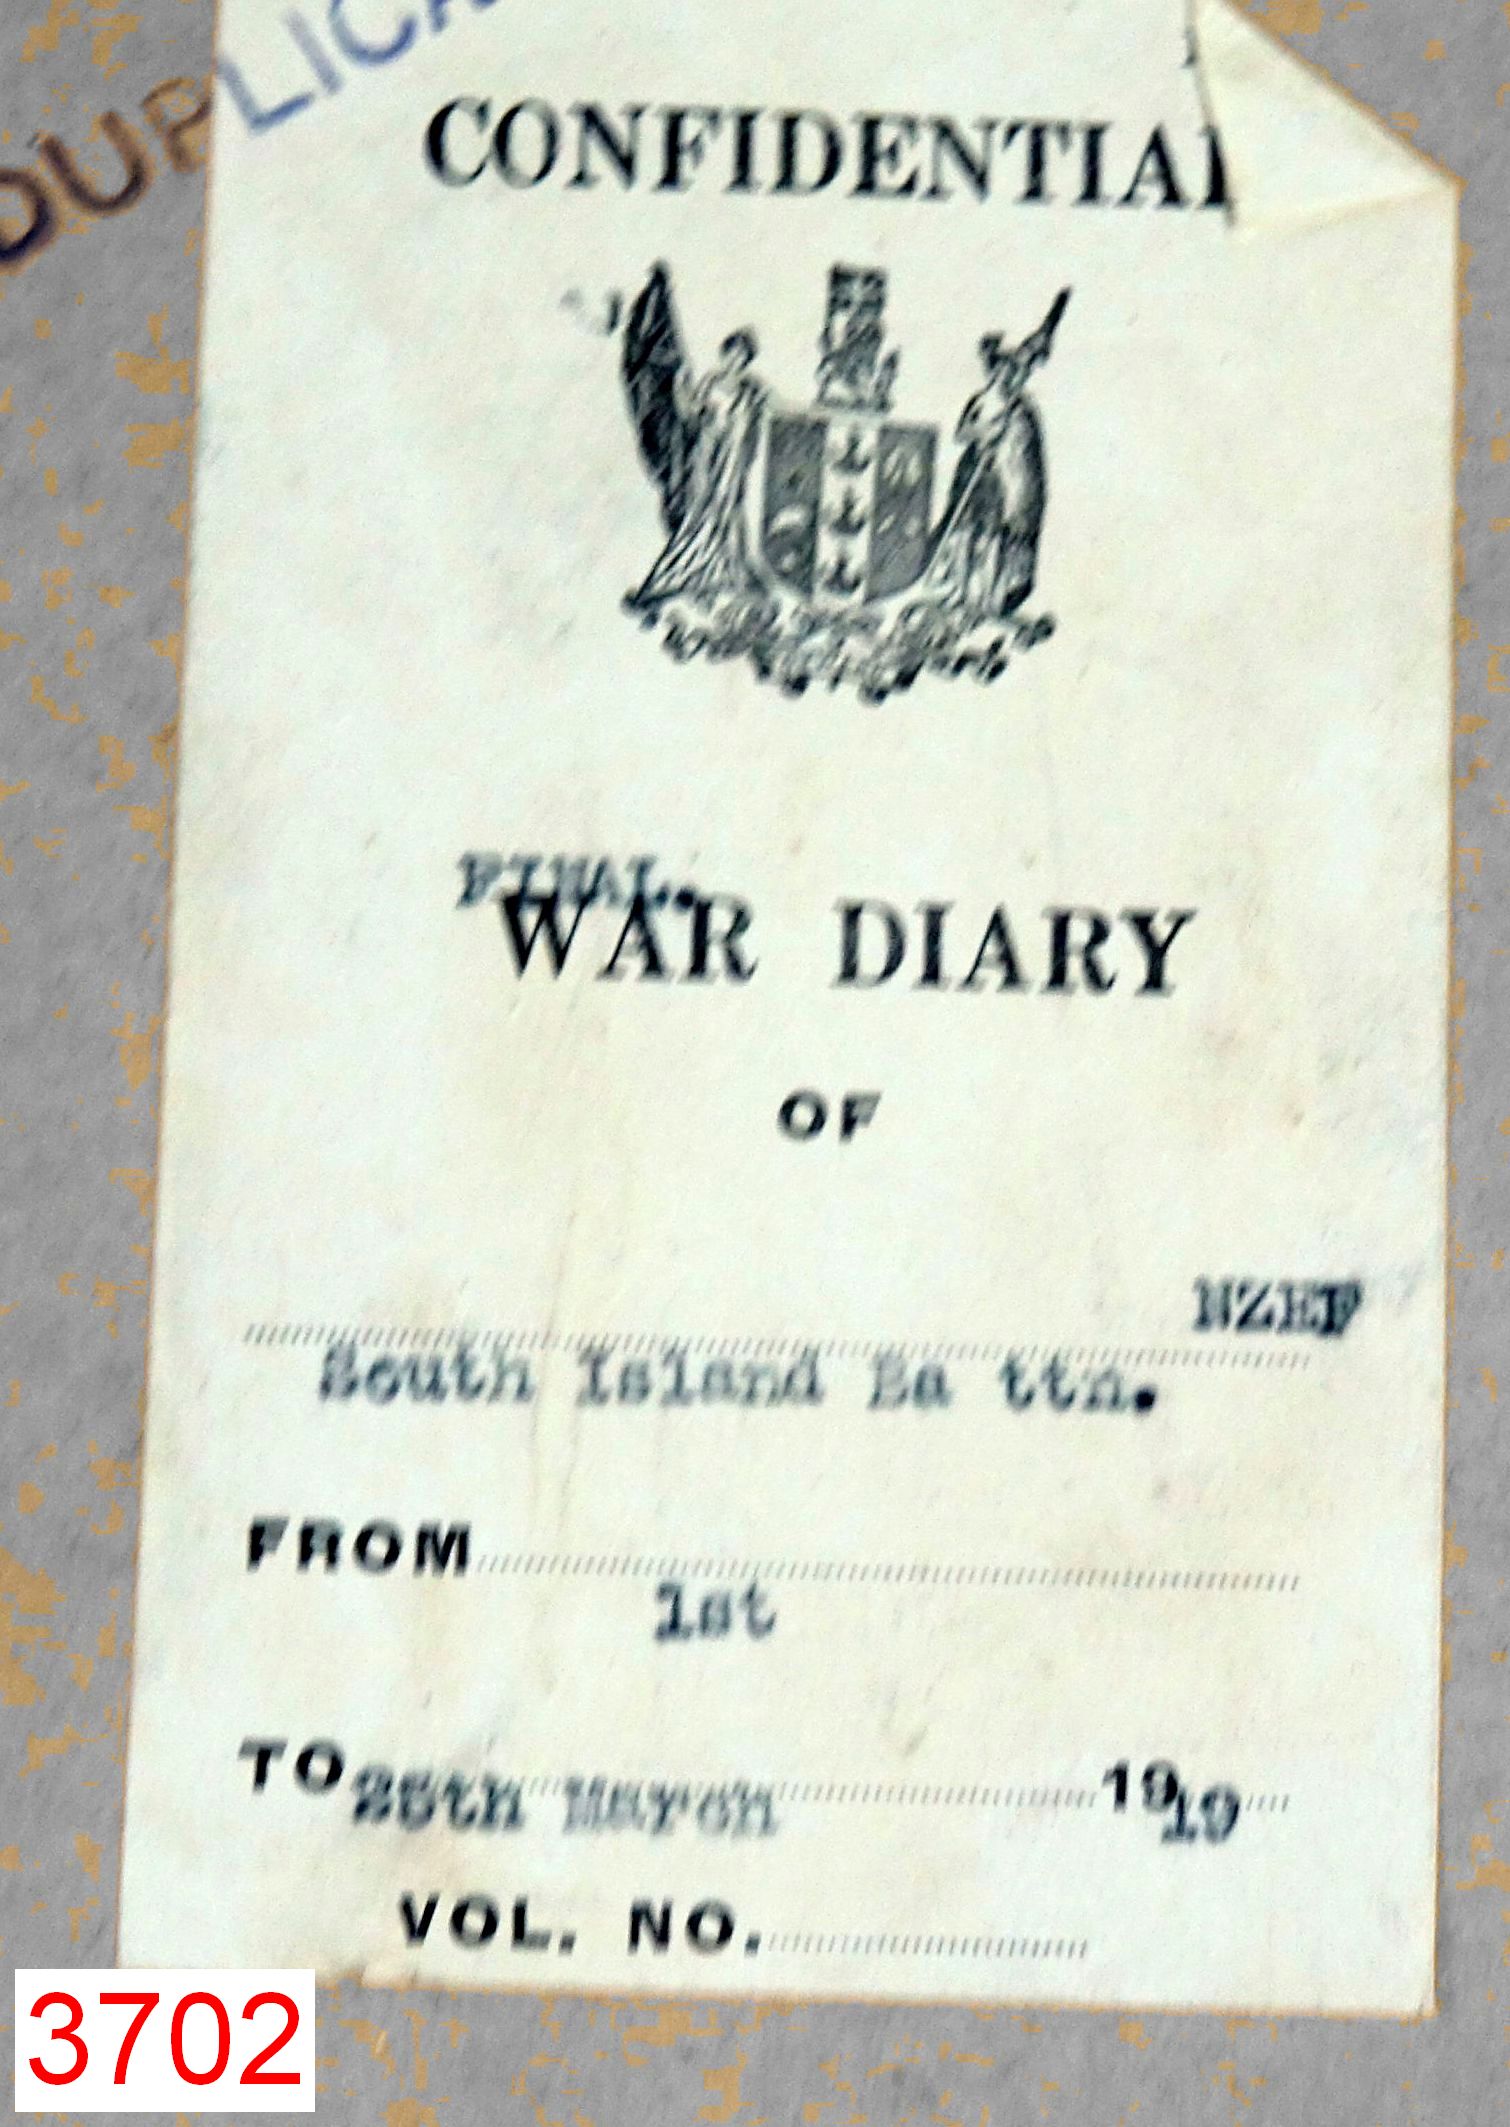 DUPLICA
CONFIDENTIAL
FINAL.
WAR DIARY
OF
NZEF
South Island Ba ttn.
FROM
1st
TO 26th March 1919
VOL. NO.
3702